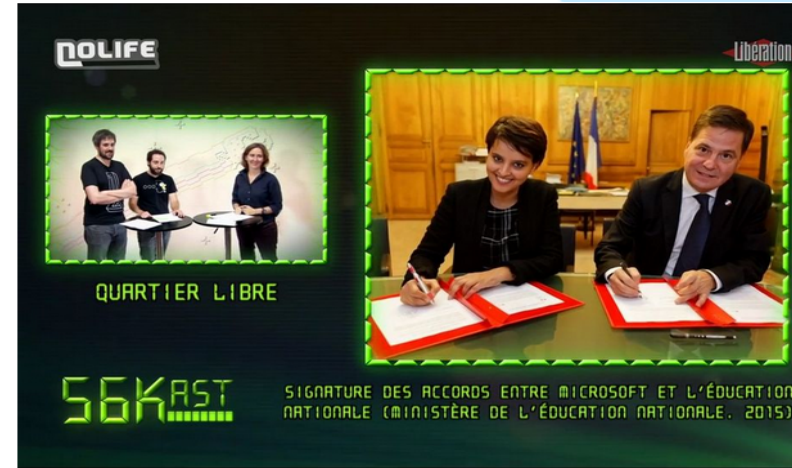 NOLIFE
Libération
QUARTIER LIBRE
56KAST
SIGNATURE DES ACCORDS ENTRE MICROSOFT ET L'ÉDUCATION
NATIONALE (MINISTÈRE DE L'ÉDUCATION NATIONALE. 2015)